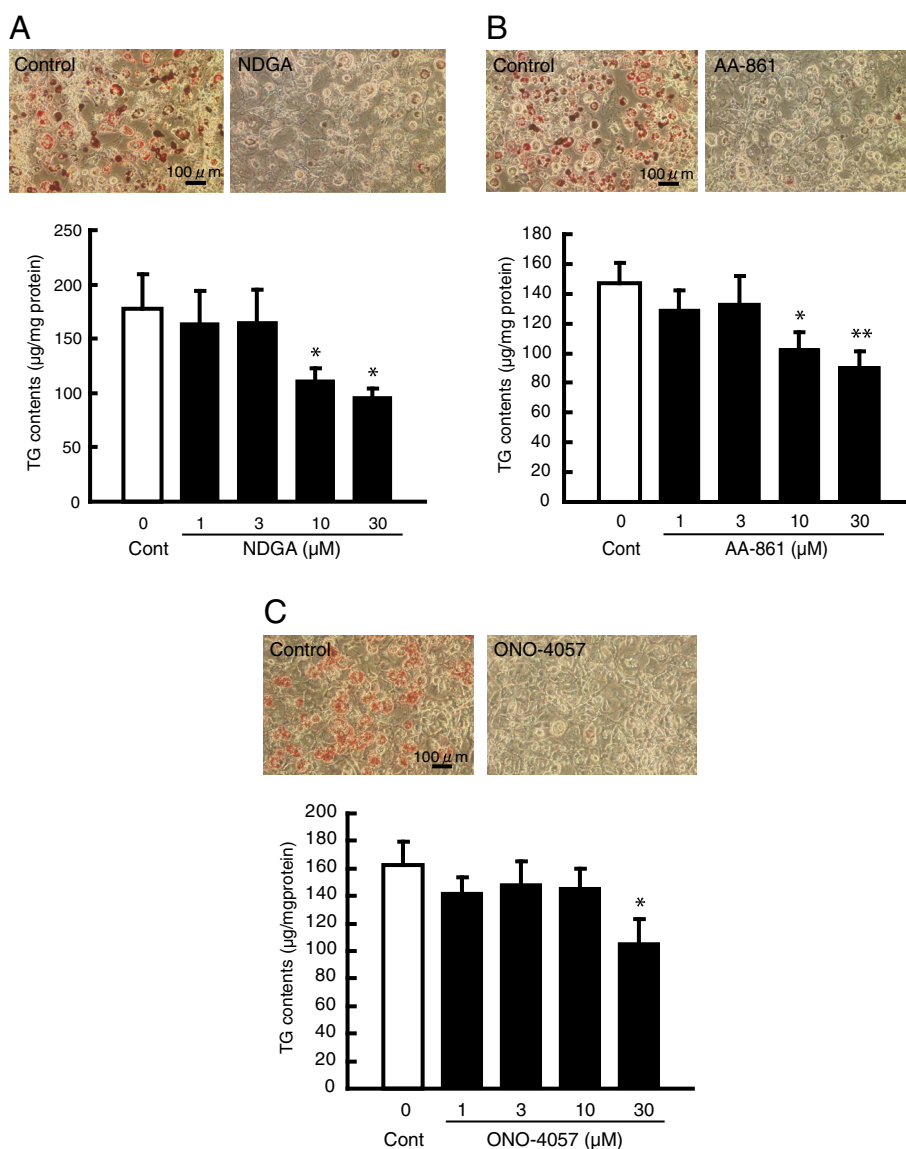 A
Control
NDGA
100 μm
TG contents (μg/mg protein)
250
200
150
100
50
0
*
*
0
1
3
10
30
Cont
NDGA (μM)
B
Control
AA-861
100 μm
TG contents (μg/mg protein)
180
160
140
120
100
80
60
40
20
0
*
**
0
1
3
10
30
Cont
AA-861 (μM)
C
Control
ONO-4057
100 μm
TG contents (μg/mgprotein)
200
180
160
140
120
100
80
60
40
20
0
*
0
1
3
10
30
Cont
ONO-4057 (μM)